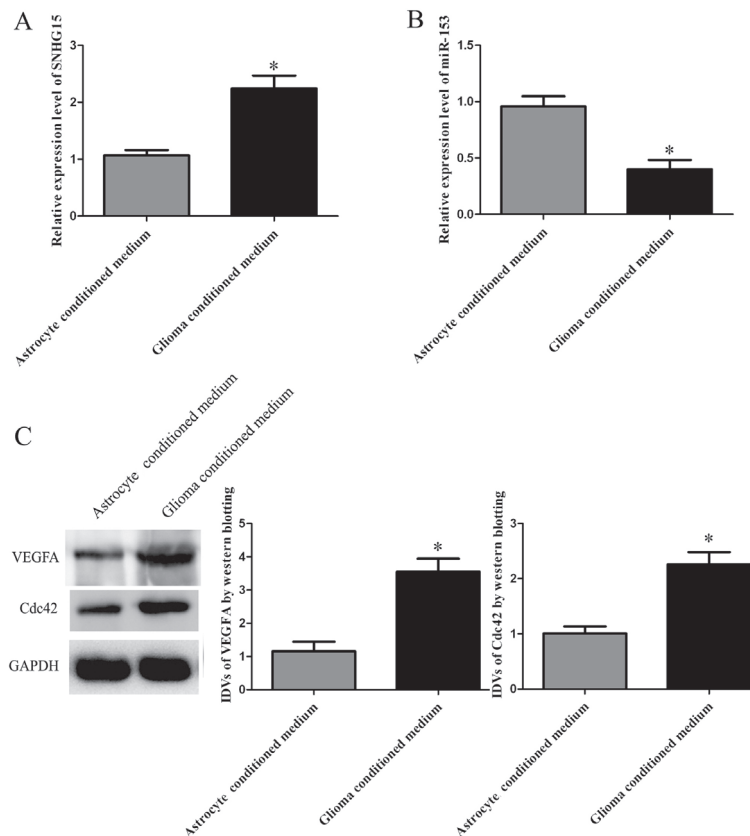 A
Relative expression level of SNHG15
3
2
1
0
*
Astrocyte conditioned medium
Glioma conditioned medium
B
Relative expression level of miR-153
1.5
1.0
0.5
0.0
*
Astrocyte conditioned medium
Glioma conditioned medium
C
Astrocyte conditioned medium
Glioma conditioned medium
VEGFA
Cdc42
GAPDH
IDVs of VEGFA by western blotting
5
4
3
2
1
0
*
Astrocyte conditioned medium
Glioma conditioned medium
IDVs of Cdc42 by western blotting
3
2
1
0
*
Astrocyte conditioned medium
Glioma conditioned medium